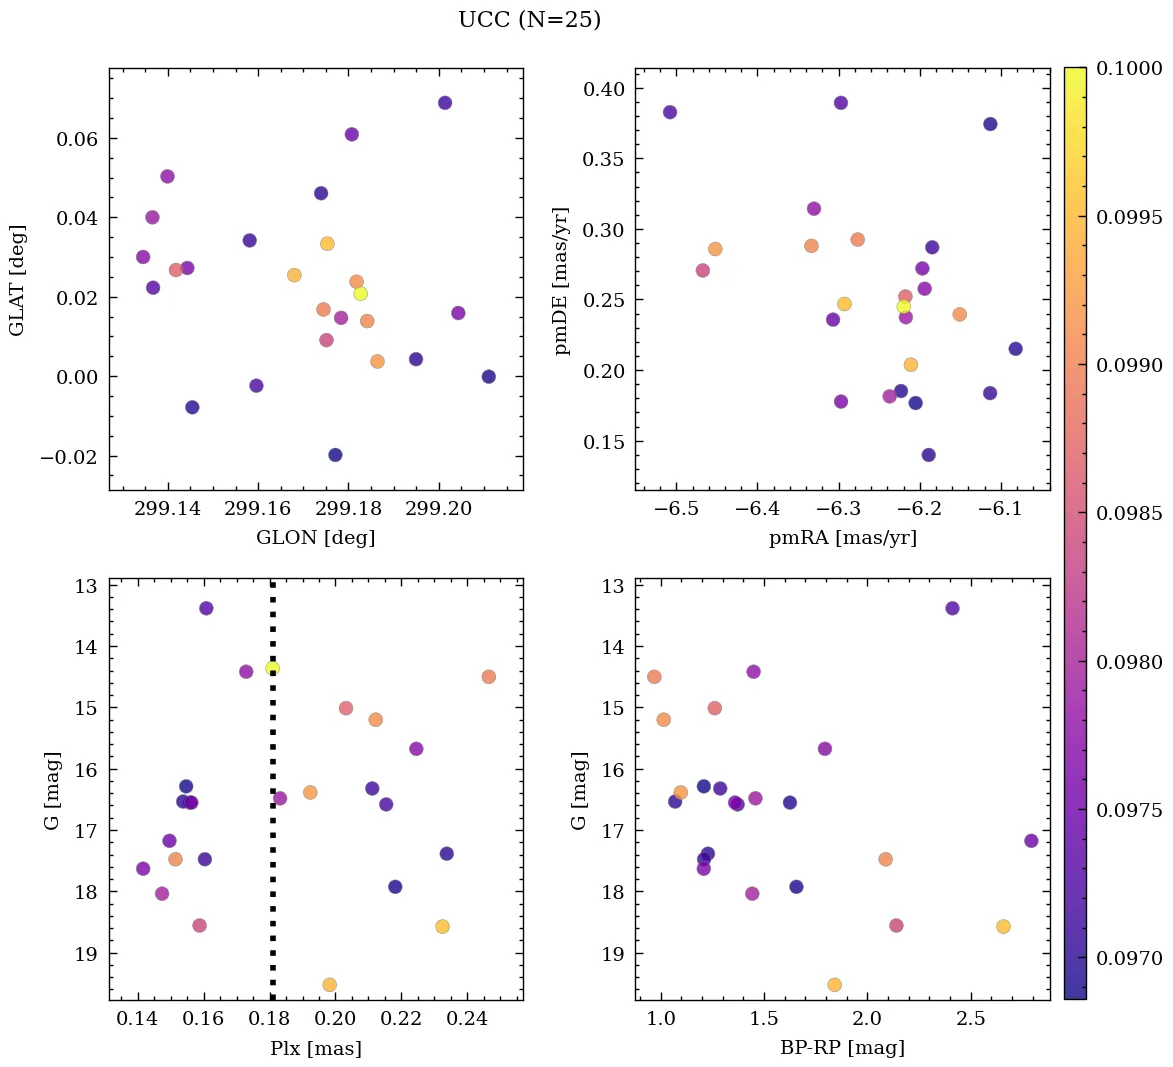 UCC (N=25)
0.06
0.04
0.02
0.00
−0.02
GLAT [deg]
299.14 299.16 299.18 299.20
GLON [deg]
0.40
0.35
0.30
0.25
0.20
0.15
pmDE [mas/yr]
−6.5 −6.4 −6.3 −6.2 −6.1
pmRA [mas/yr]
0.1000
0.0995
0.0990
0.0985
0.0980
0.0975
0.0970
13
14
15
16
17
18
19
G [mag]
0.14 0.16 0.18 0.20 0.22 0.24
Plx [mas]
13
14
15
16
17
18
19
G [mag]
1.0 1.5 2.0 2.5
BP-RP [mag]